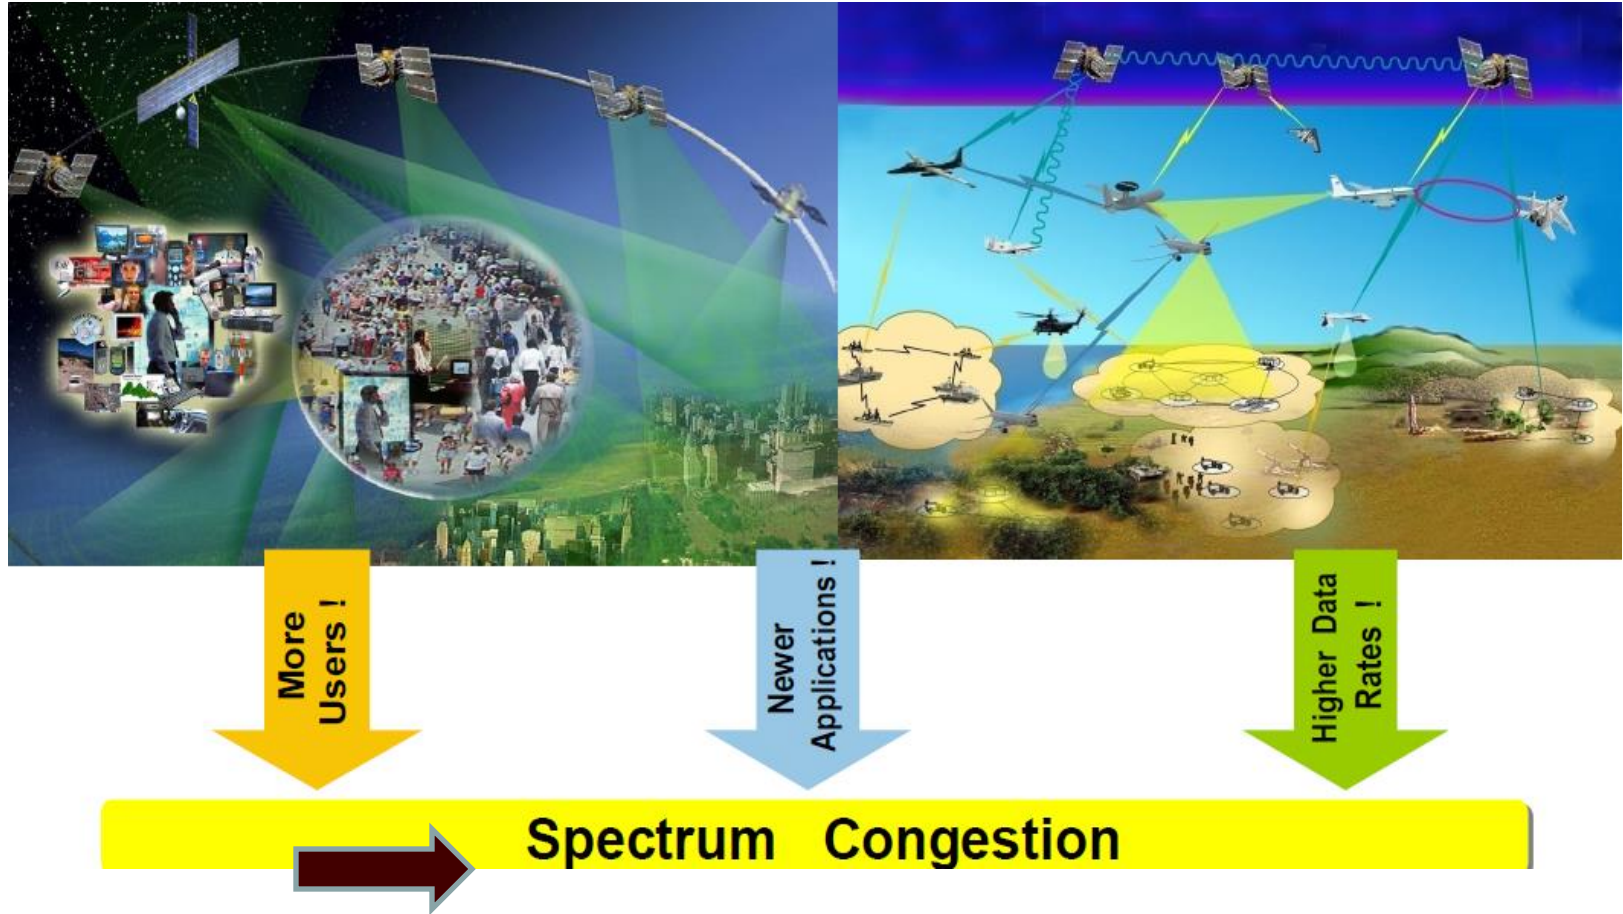 More
Users !
Newer
Applications !
Higher Data
Rates !
Spectrum Congestion